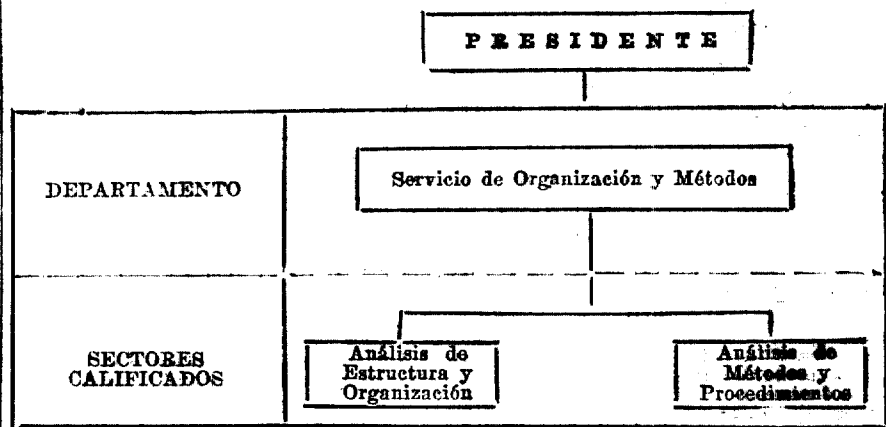 PRESIDENTE
DEPARTAMENTO
Servicio de Organización y Métodos
SECTORES
CALIFICADOS
Análisis de
Estructura y
Organización
Análisis de
Métodos y
Procedimientos